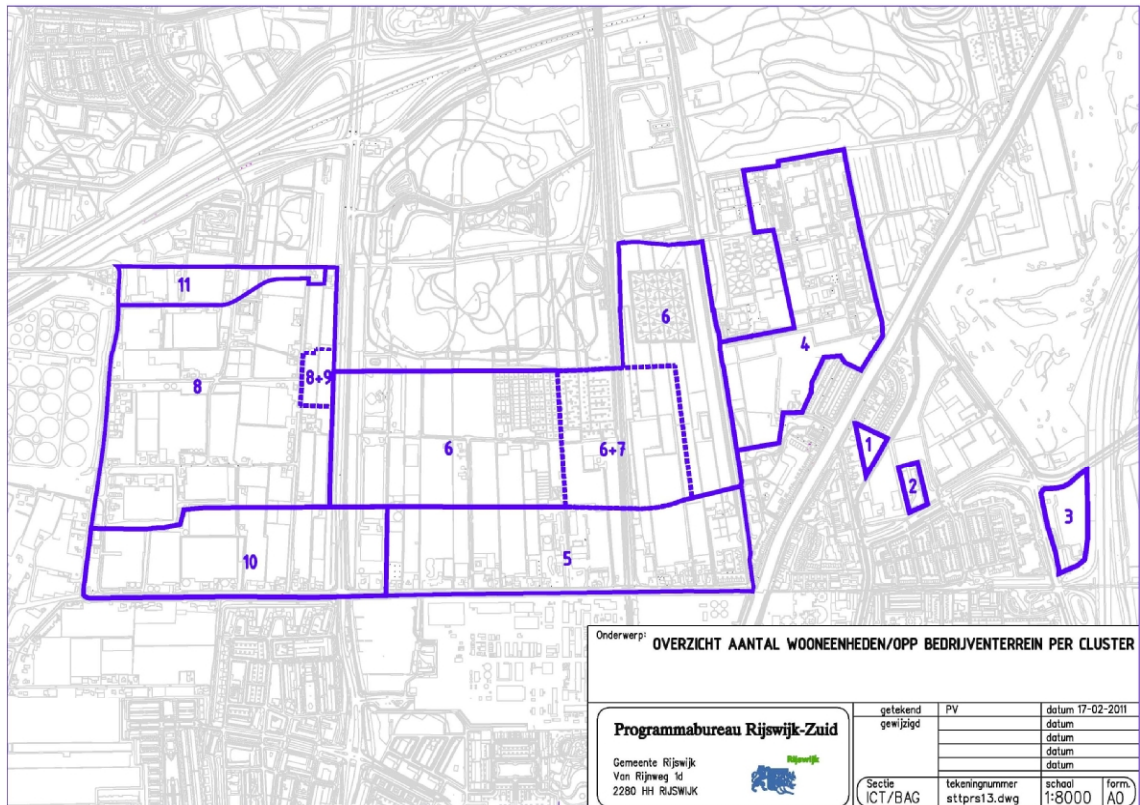 11
8
8+9
6
6
6+7
4
1
2
3
10
5
Onderwerp: OVERZICHT AANTAL WOONEENHEDEN/OPP BEDRIJVENTERREIN PER CLUSTER
Programmabureau Rijswijk-Zuid
Gemeente Rijswijk
Van Rijnweg 1d
2280 HH RIJSWIJK
Rijswijk
getekend PV datum 17-02-2011
gewijzigd datum
datum
datum
datum
Sectie tekeningnummer schaal form.
ICT/BAG sttprs13.dwg 1:8000 A0